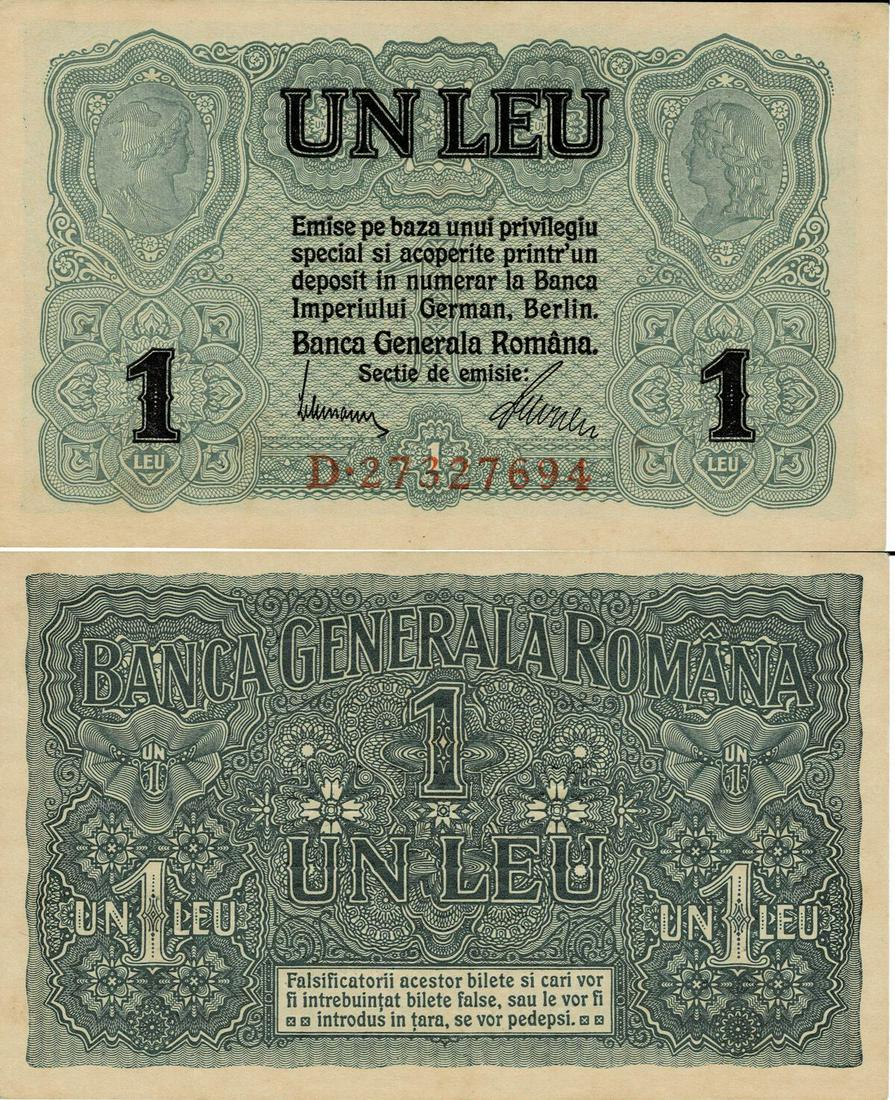 UN LEU
Emise pe baza unui privilegiu
special si acoperite printr'un
deposit in numerar la Banca
Imperiului German, Berlin.
Banca Generala Româna.
Sectie de emisie:
1
LEU
1
LEU
1
D·27327694
BANCA GENERALA ROMÂNA
1
UN
1
UN
1
UN LEU
UN 1 LEU
UN 1 LEU
Falsificatorii acestor bilete si cari vor
fi intrebuințat bilete false, sau le vor fi
introdus in țara, se vor pedepsi.